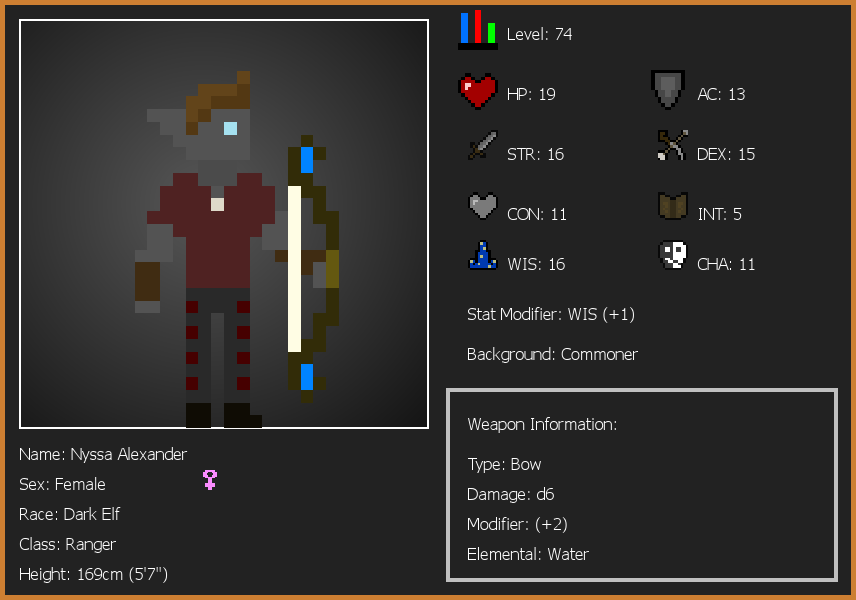 Level: 74
HP: 19
AC: 13
STR: 16
DEX: 15
CON: 11
INT: 5
WIS: 16
CHA: 11
Stat Modifier: WIS (+1)
Background: Commoner
Weapon Information:
Type: Bow
Damage: d6
Modifier: (+2)
Elemental: Water
Name: Nyssa Alexander
Sex: Female
Race: Dark Elf
Class: Ranger
Height: 169cm (5'7")